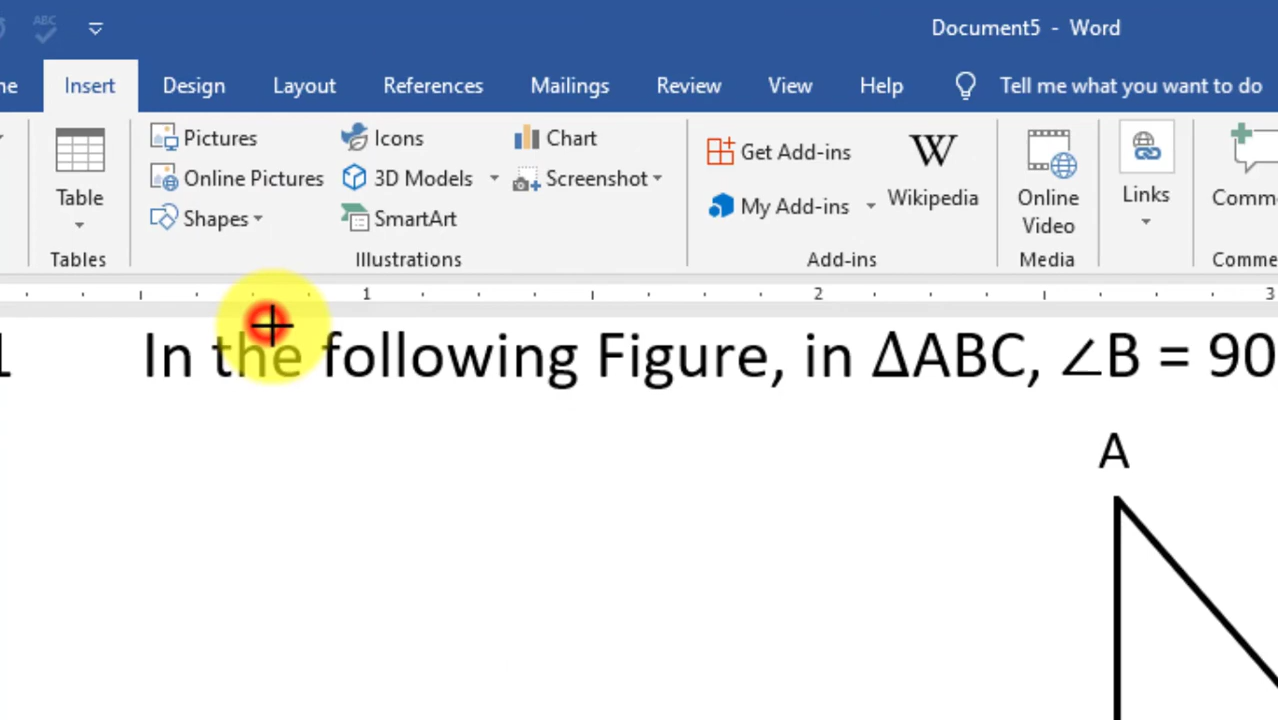 ABC
Document5 - Word
Insert Design Layout References Mailings Review View Help Tell me what you want to do
Pictures Icons Chart
Online Pictures 3D Models Screenshot
Shapes SmartArt
Table
Get Add-ins
My Add-ins
Wikipedia
Online
Video
Links
Tables Illustrations Add-ins Media
1 2 3
1 In the following Figure, in ΔABC, ∠B = 90
A